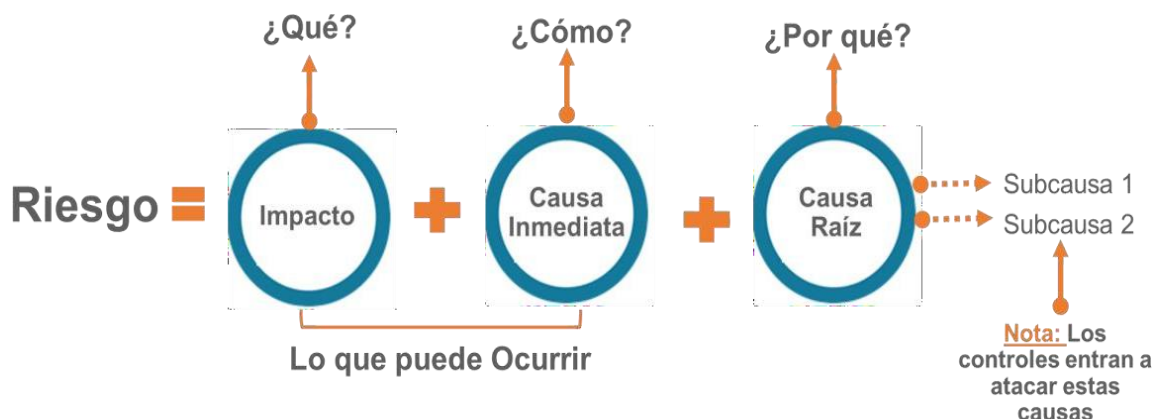 ¿Qué?
¿Cómo?
¿Por qué?
Riesgo =
Impacto
+
Causa
Inmediata
+
Causa
Raíz
Subcausa 1
Subcausa 2
Lo que puede Ocurrir
Nota: Los
controles entran a
atacar estas
causas